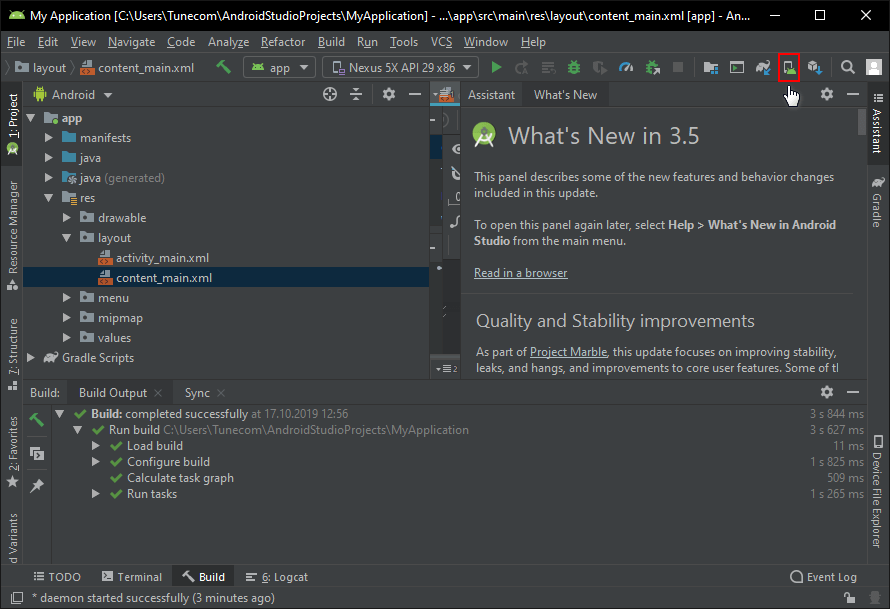 My Application [C:\Users\Tunecom\AndroidStudioProjects\MyApplication] - ...\app\src\main\res\layout\content_main.xml [app] - An...
File Edit View Navigate Code Analyze Refactor Build Run Tools VCS Window Help
layout content_main.xml app Nexus 5X API 29 x86
1: Project
Resource Manager
7: Structure
2: Favorites
d Variants
Android
app
manifests
java
java (generated)
res
drawable
layout
activity_main.xml
content_main.xml
menu
mipmap
values
Gradle Scripts
Assistant What's New
What's New in 3.5
This panel describes some of the new features and behavior changes
included in this update.
To open this panel again later, select Help > What's New in Android
Studio from the main menu.
Read in a browser
Quality and Stability improvements
As part of Project Marble, this update focuses on improving stability,
leaks, and hangs, and improvements to core user features. Some of th
Assistant
Gradle
Device File Explorer
Build: Build Output Sync
Build: completed successfully at 17.10.2019 12:56 3 s 844 ms
Run build C:\Users\Tunecom\AndroidStudioProjects\MyApplication 3 s 627 ms
Load build 11 ms
Configure build 1 s 825 ms
Calculate task graph 509 ms
Run tasks 1 s 265 ms
TODO Terminal Build 6: Logcat Event Log
* daemon started successfully (3 minutes ago)